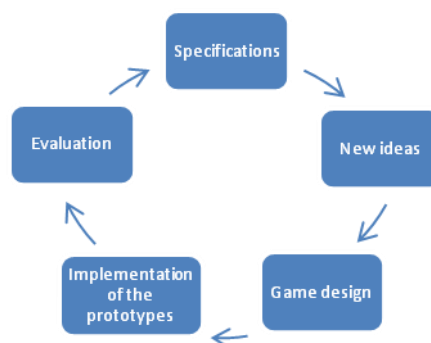 Specifications
New ideas
Game design
Implementation
of the
prototypes
Evaluation